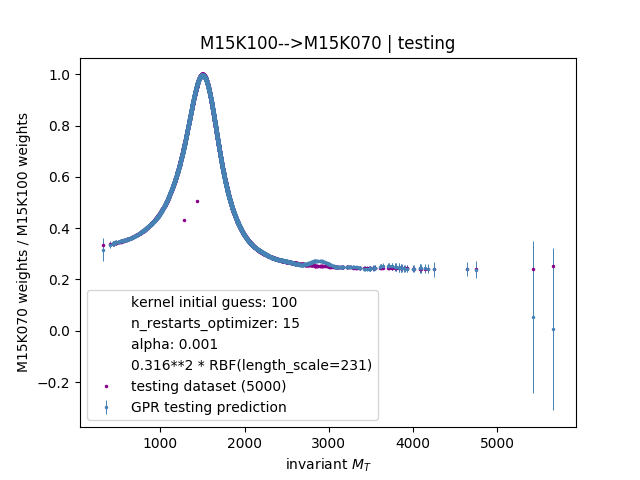 M15K100-->M15K070 | testing
M15K070 weights / M15K100 weights
1.0
0.8
0.6
0.4
0.2
0.0
−0.2
kernel initial guess: 100
n_restarts_optimizer: 15
alpha: 0.001
0.316**2 * RBF(length_scale=231)
testing dataset (5000)
GPR testing prediction
1000 2000 3000 4000 5000
invariant M_T